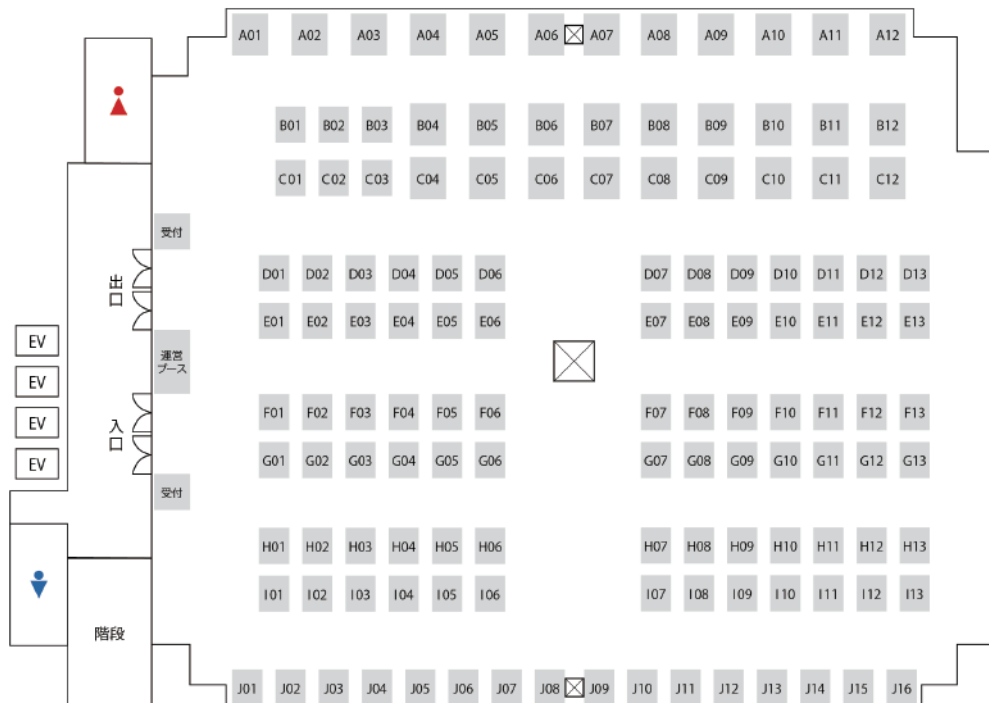 A01 A02 A03 A04 A05 A06 A07 A08 A09 A10 A11 A12
B01 B02 B03 B04 B05 B06 B07 B08 B09 B10 B11 B12
C01 C02 C03 C04 C05 C06 C07 C08 C09 C10 C11 C12
受付
D01 D02 D03 D04 D05 D06 D07 D08 D09 D10 D11 D12 D13
出口
E01 E02 E03 E04 E05 E06 E07 E08 E09 E10 E11 E12 E13
EV
運営
ブース
EV
F01 F02 F03 F04 F05 F06 F07 F08 F09 F10 F11 F12 F13
EV
入口
G01 G02 G03 G04 G05 G06 G07 G08 G09 G10 G11 G12 G13
EV
受付
H01 H02 H03 H04 H05 H06 H07 H08 H09 H10 H11 H12 H13
I01 I02 I03 I04 I05 I06 I07 I08 I09 I10 I11 I12 I13
階段
J01 J02 J03 J04 J05 J06 J07 J08 J09 J10 J11 J12 J13 J14 J15 J16